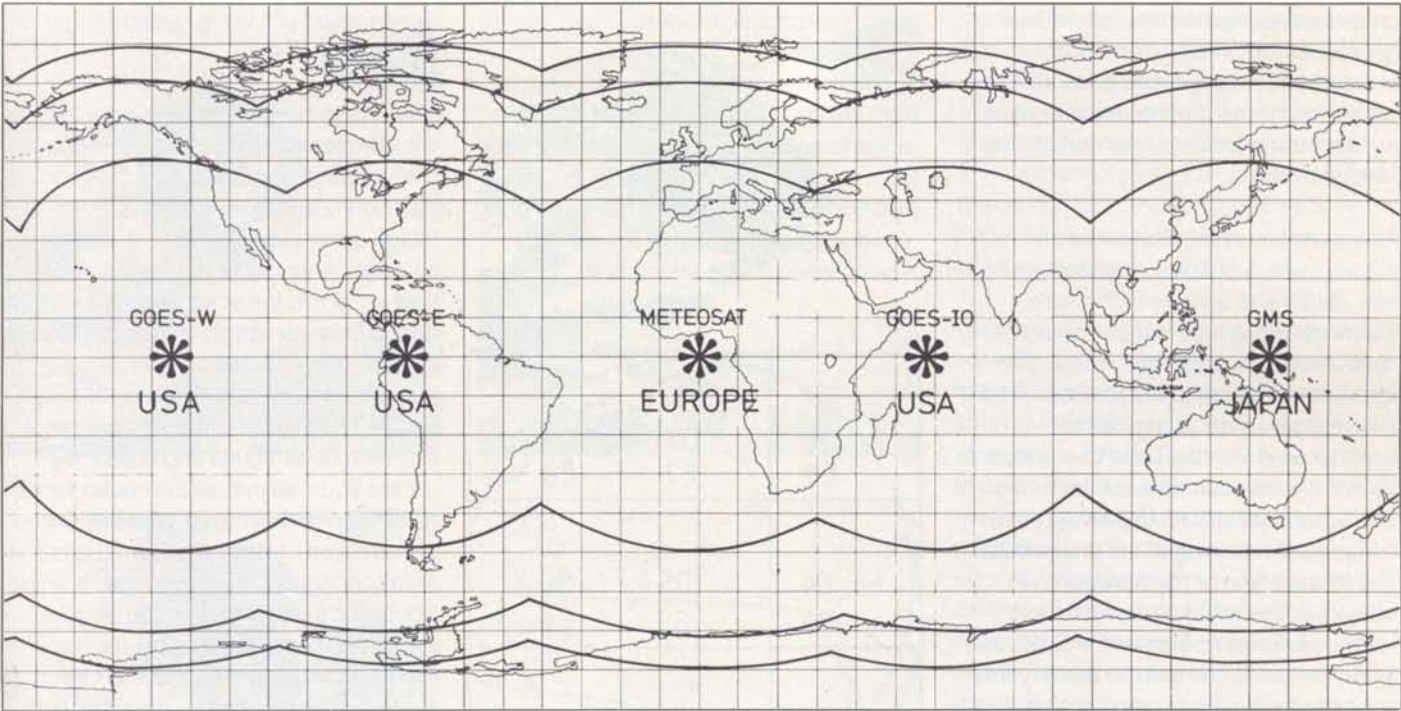 GOES-W
GOES-E
METEOSAT
GOES-IO
GMS
USA
USA
EUROPE
USA
JAPAN